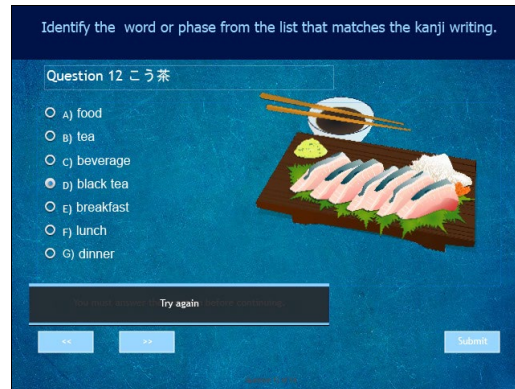 Identify the word or phase from the list that matches the kanji writing.
Question 12 こう茶
A) food
B) tea
C) beverage
D) black tea
E) breakfast
F) lunch
G) dinner
Try again
<< >> Submit